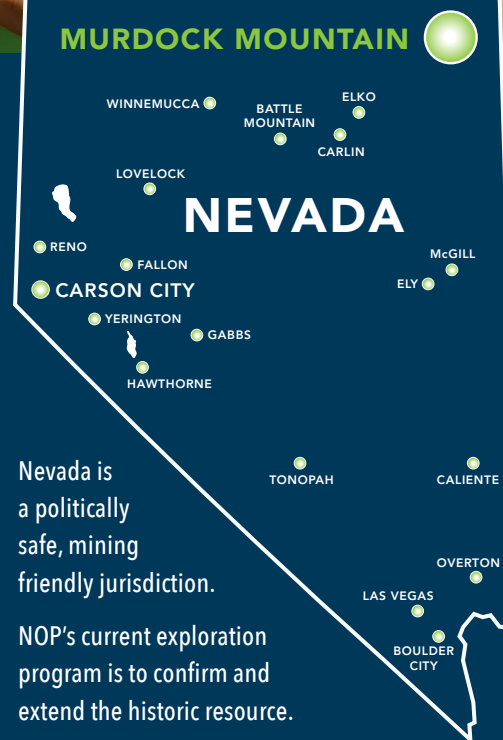 MURDOCK MOUNTAIN
WINNEMUCCA
BATTLE
MOUNTAIN
ELKO
CARLIN
LOVELOCK
NEVADA
RENO
FALLON
McGILL
ELY
CARSON CITY
YERINGTON
GABBS
HAWTHORNE
TONOPAH
CALIENTE
Nevada is
a politically
safe, mining
friendly jurisdiction.
OVERTON
LAS VEGAS
BOULDER
CITY
NOP's current exploration
program is to confirm and
extend the historic resource.